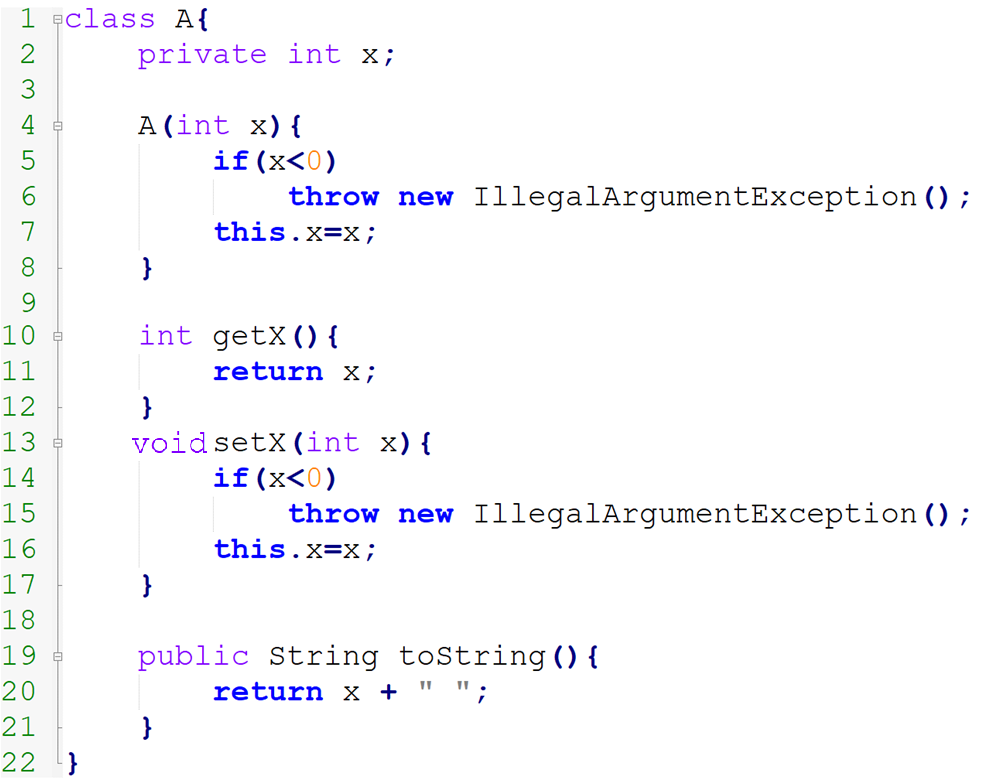 1 class A{
2 private int x;
3
4 A(int x){
5 if(x<0)
6 throw new IllegalArgumentException();
7 this.x=x;
8 }
9
10 int getX(){
11 return x;
12 }
13 void setX(int x){
14 if(x<0)
15 throw new IllegalArgumentException();
16 this.x=x;
17 }
18
19 public String toString(){
20 return x + " ";
21 }
22 }